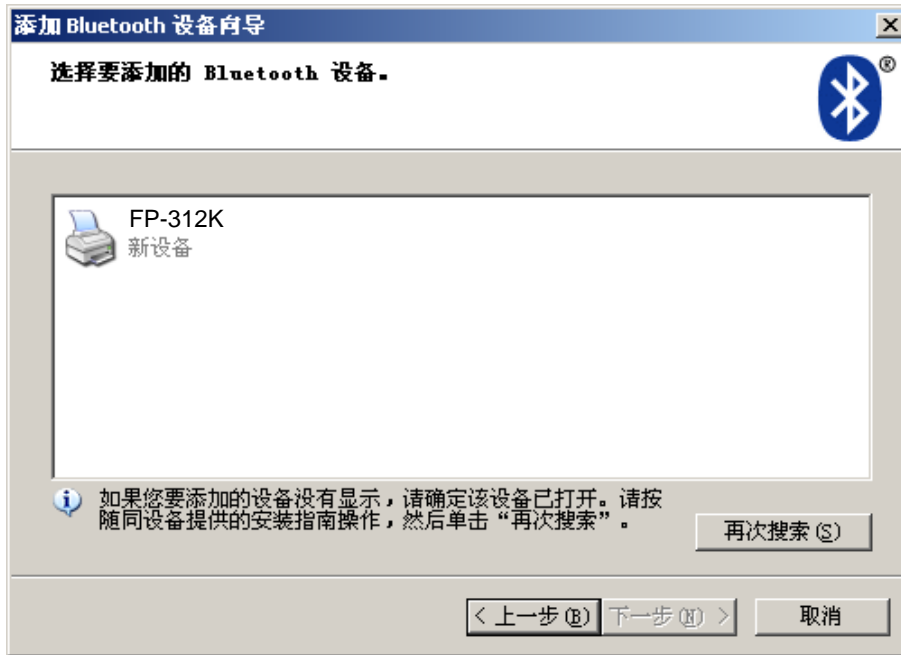 添加 Bluetooth 设备向导
选择要添加的 Bluetooth 设备。
®
FP-312K
新设备
如果您要添加的设备没有显示，请确定该设备已打开。请按
随同设备提供的安装指南操作，然后单击“再次搜索”。
再次搜索(S)
< 上一步(B) 下一步(N) > 取消